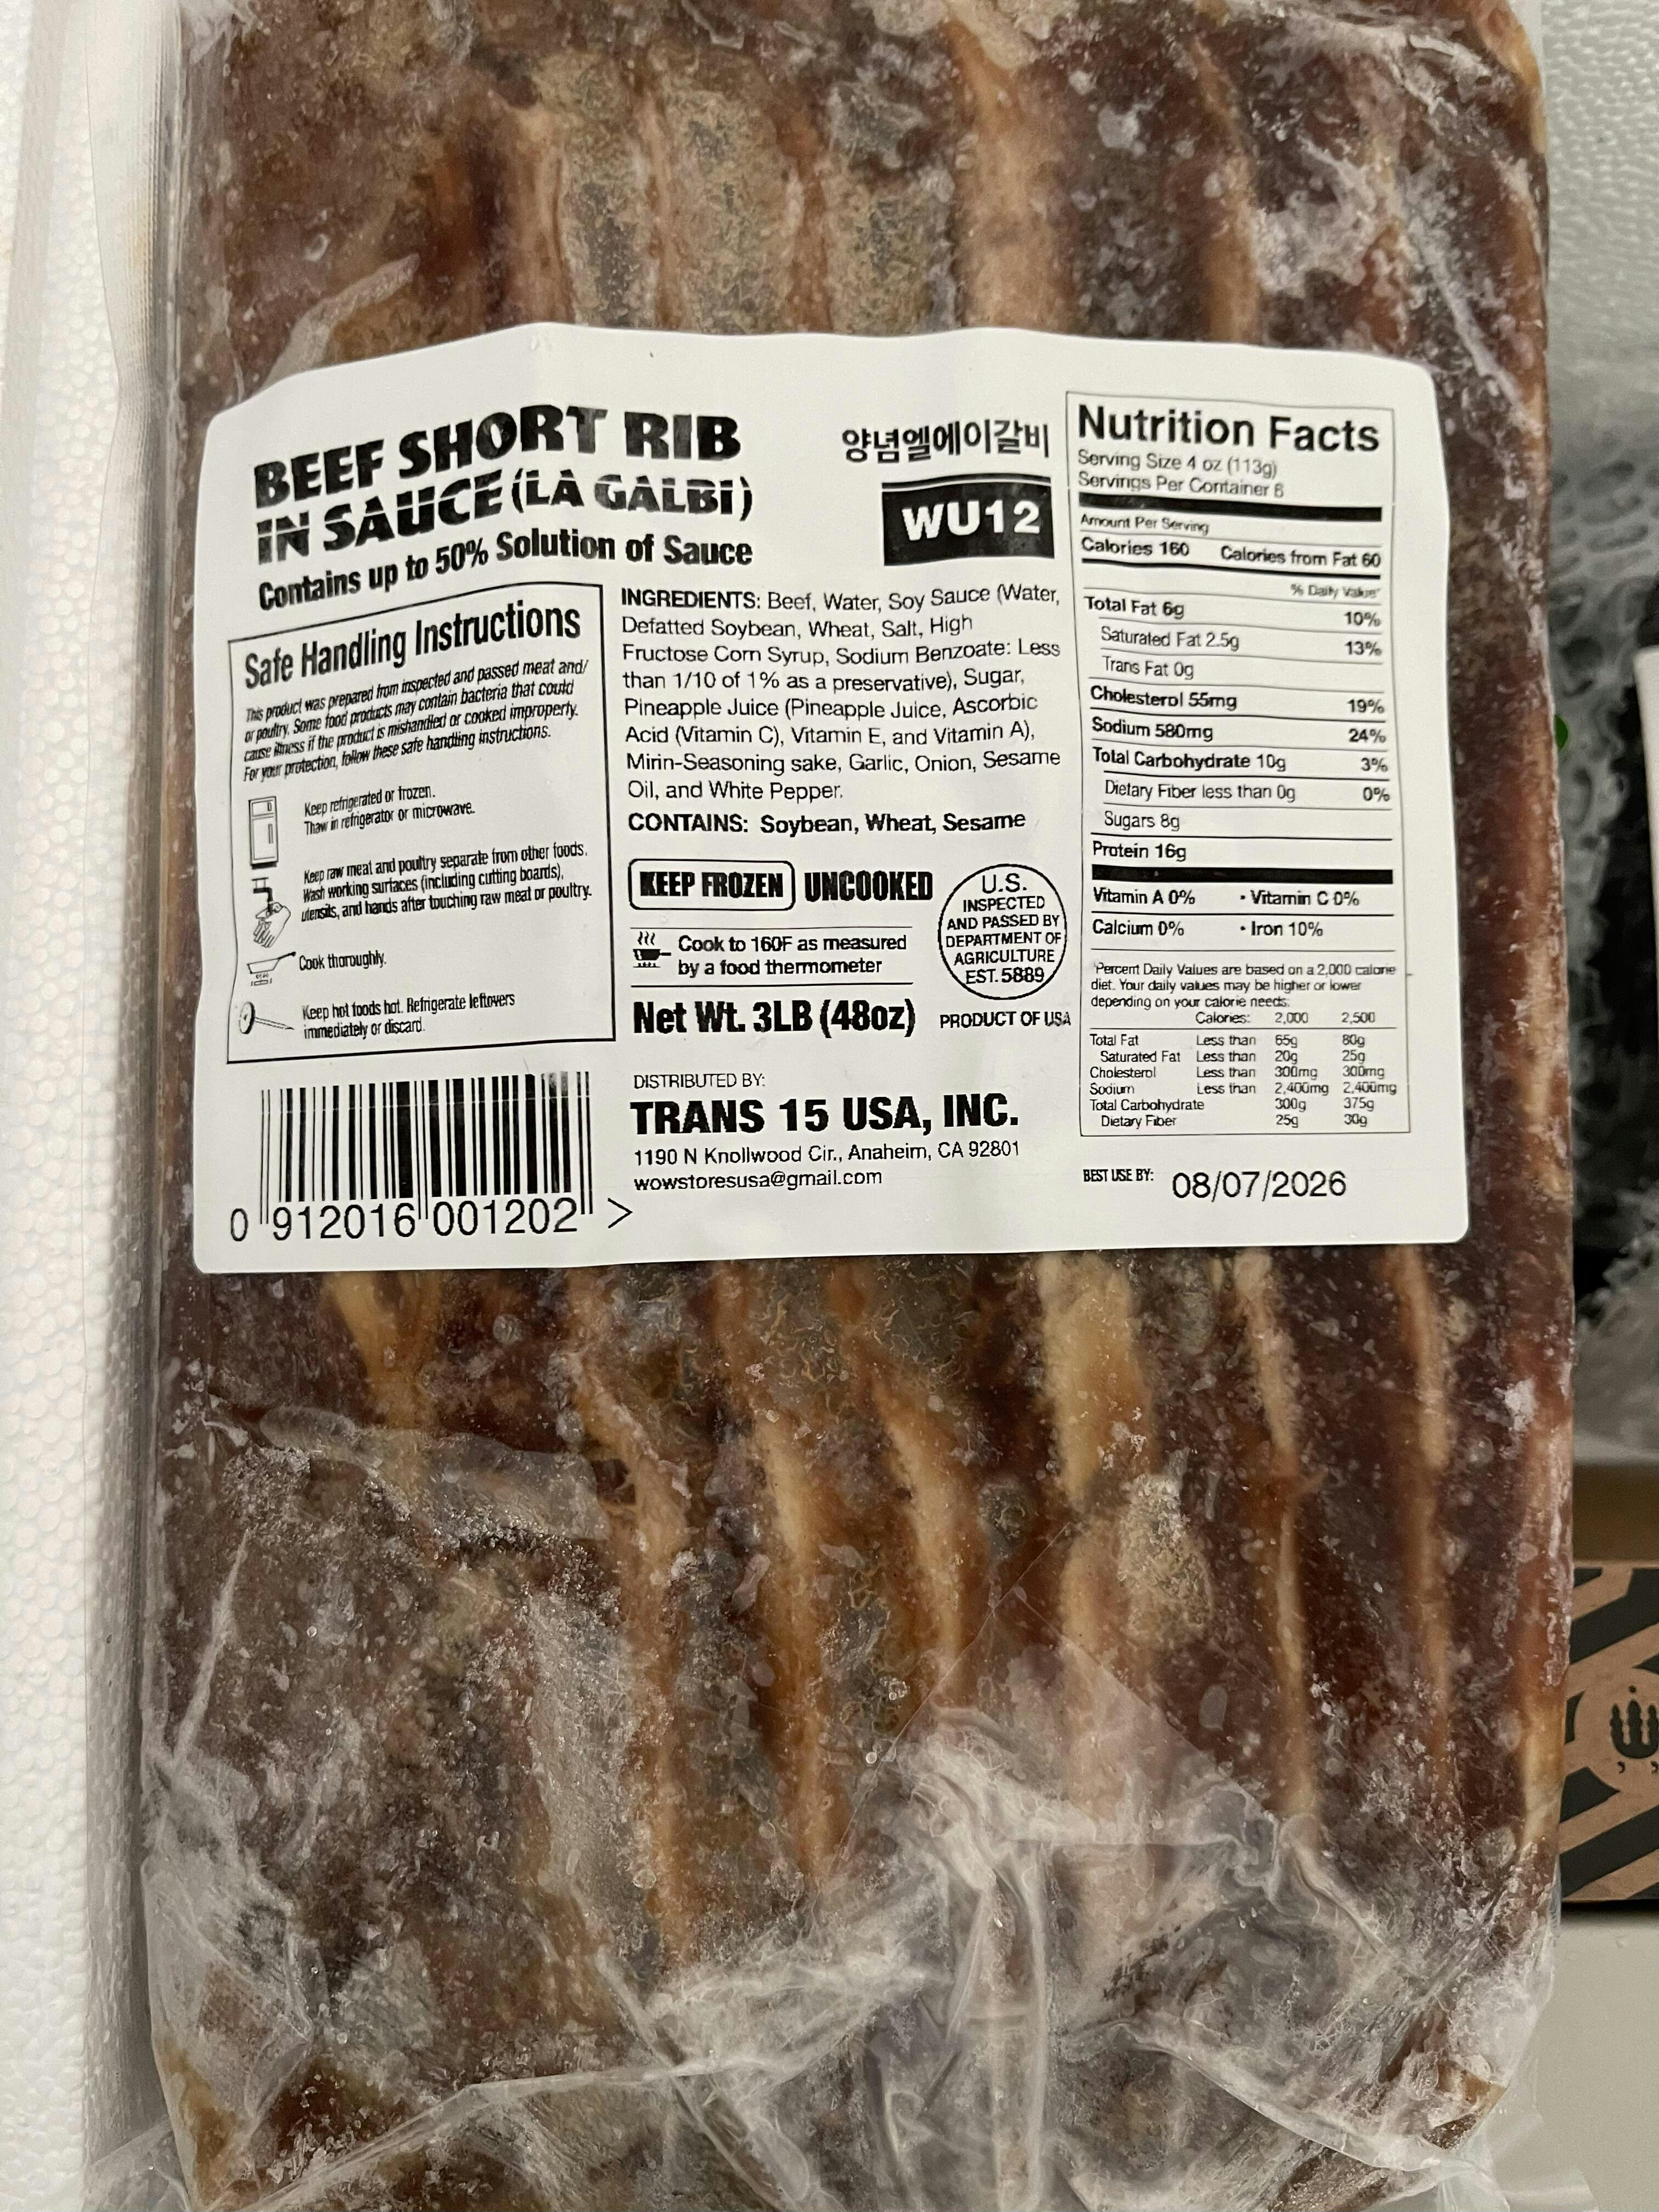 BEEF SHORT RIB
IN SAUCE (LA GALBI)
Contains up to 50% Solution of Sauce
양념엘에이갈비
WU12
Safe Handling Instructions
This product was prepared from inspected and passed meat and/
or poultry. Some food products may contain bacteria that could
cause illness if the product is mishandled or cooked improperly.
For your protection, follow these safe handling instructions.
Keep refrigerated or frozen.
Thaw in refrigerator or microwave.
Keep raw meat and poultry separate from other foods.
Wash working surfaces (including cutting boards),
utensils, and hands after touching raw meat or poultry.
Cook thoroughly.
Keep hot foods hot. Refrigerate leftovers
immediately or discard.
INGREDIENTS: Beef, Water, Soy Sauce (Water,
Defatted Soybean, Wheat, Salt, High
Fructose Corn Syrup, Sodium Benzoate: Less
than 1/10 of 1% as a preservative), Sugar,
Pineapple Juice (Pineapple Juice, Ascorbic
Acid (Vitamin C), Vitamin E, and Vitamin A),
Mirin-Seasoning sake, Garlic, Onion, Sesame
Oil, and White Pepper.
CONTAINS: Soybean, Wheat, Sesame
KEEP FROZEN UNCOOKED
Cook to 160F as measured
by a food thermometer
U.S.
INSPECTED
AND PASSED BY
DEPARTMENT OF
AGRICULTURE
EST. 5889
Net Wt. 3LB (48oz)
PRODUCT OF USA
DISTRIBUTED BY:
TRANS 15 USA, INC.
1190 N Knollwood Cir., Anaheim, CA 92801
wowstoresusa@gmail.com
0 912016 001202 >
Nutrition Facts
Serving Size 4 oz (113g)
Servings Per Container 6
Amount Per Serving
Calories 160 Calories from Fat 60
% Daily Value*
Total Fat 6g 10%
Saturated Fat 2.5g 13%
Trans Fat 0g
Cholesterol 55mg 19%
Sodium 580mg 24%
Total Carbohydrate 10g 3%
Dietary Fiber less than 0g 0%
Sugars 8g
Protein 16g
Vitamin A 0% • Vitamin C 0%
Calcium 0% • Iron 10%
*Percent Daily Values are based on a 2,000 calorie
diet. Your daily values may be higher or lower
depending on your calorie needs:
Calories: 2,000 2,500
Total Fat Less than 65g 80g
Saturated Fat Less than 20g 25g
Cholesterol Less than 300mg 300mg
Sodium Less than 2,400mg 2,400mg
Total Carbohydrate 300g 375g
Dietary Fiber 25g 30g
BEST USE BY: 08/07/2026